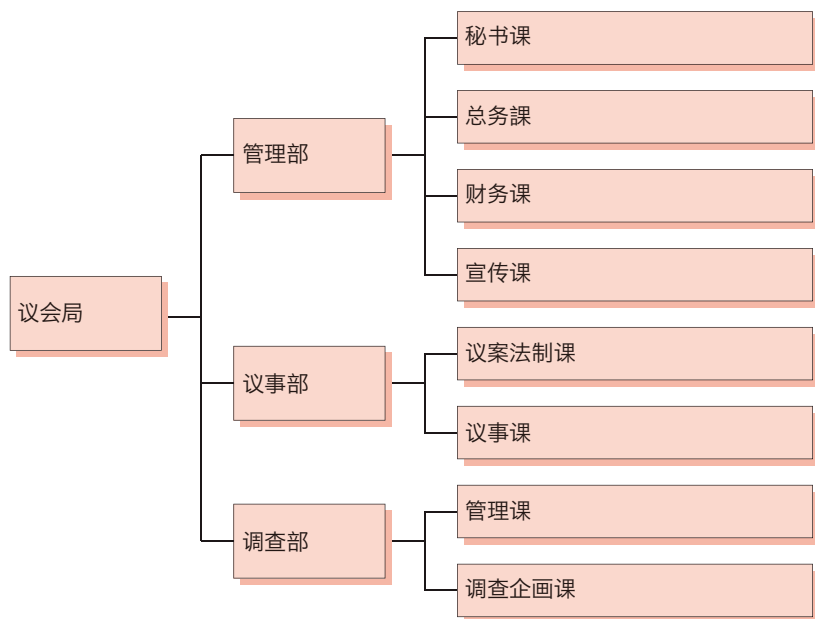 议会局
管理部
秘书课
总务課
财务课
宣传课
议事部
议案法制课
议事课
调查部
管理课
调查企画课